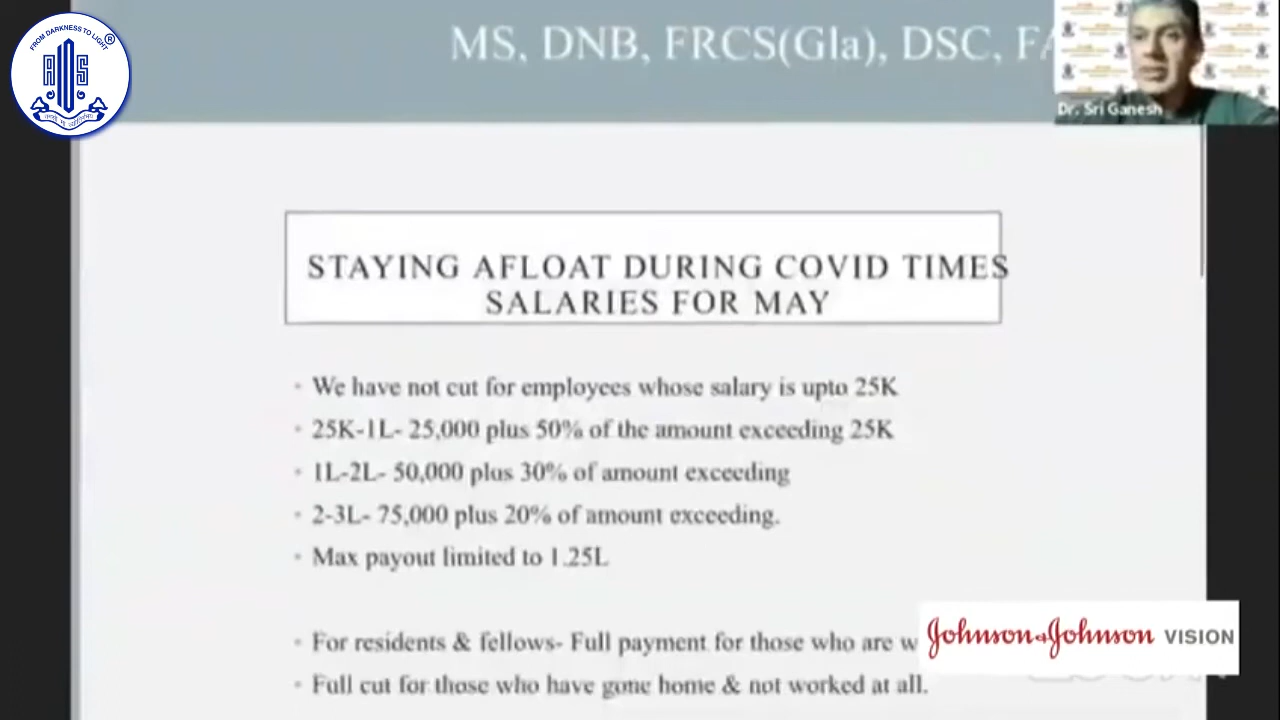 FROM DARKNESS TO LIGHT
AIOS
MS, DNB, FRCS(Gla), DSC, FA
Dr. Sri Ganesh
STAYING AFLOAT DURING COVID TIMES
SALARIES FOR MAY
We have not cut for employees whose salary is upto 25K
25K-1L- 25,000 plus 50% of the amount exceeding 25K
1L-2L- 50,000 plus 30% of amount exceeding
2-3L- 75,000 plus 20% of amount exceeding.
Max payout limited to 1.25L
For residents & fellows- Full payment for those who are w
Johnson&Johnson VISION
Full cut for those who have gone home & not worked at all.